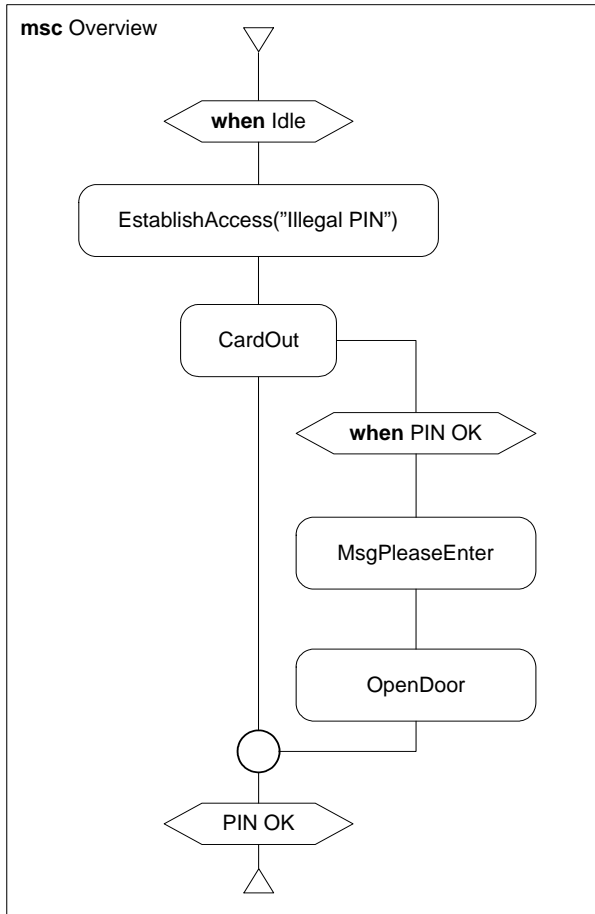 msc Overview
when Idle
EstablishAccess(”Illegal PIN”)
CardOut
when PIN OK
MsgPleaseEnter
OpenDoor
PIN OK